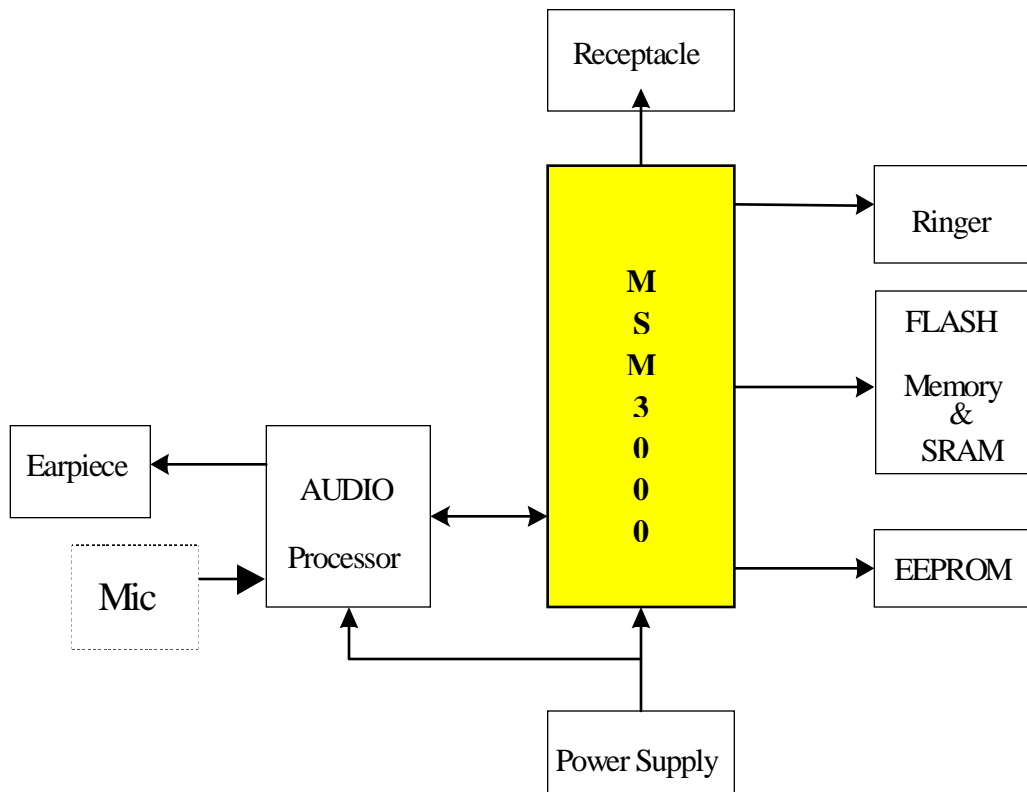 Receptacle
Ringer
M
S
M
3
0
0
0
FLASH
Memory
&
SRAM
Earpiece
AUDIO
Processor
Mic
EEPROM
Power Supply